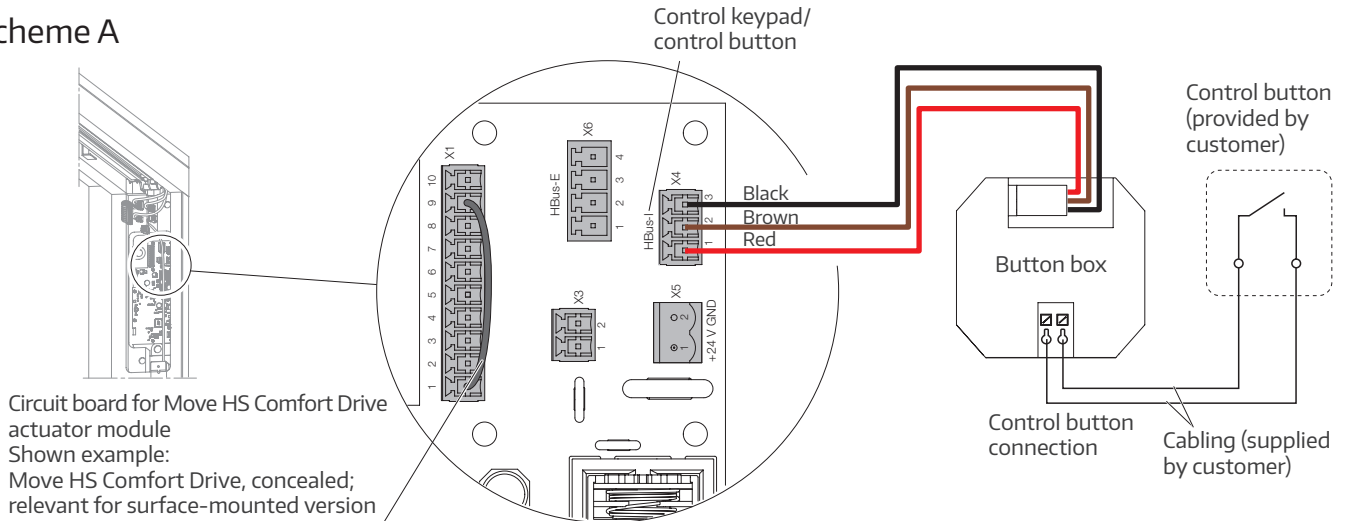 cheme A
Control keypad/
control button
Control button
(provided by
customer)
X1
10
9
8
7
6
5
4
3
2
1
X6
HBus-E
4
3
2
1
X4
HBus-I
3
2
1
Black
Brown
Red
X3
2
1
X5
2
1
+24 V GND
Button box
Circuit board for Move HS Comfort Drive
actuator module
Shown example:
Move HS Comfort Drive, concealed;
relevant for surface-mounted version
Control button
connection
Cabling (supplied
by customer)